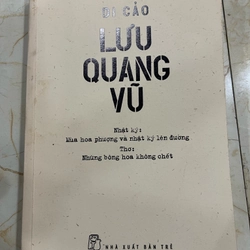 DI CẢO
LƯU
QUANG
VŨ
Nhật ký:
Mùa hoa phượng và nhật ký lên đường
Thơ:
Những bông hoa không chết
NHÀ XUẤT BẢN TRẺ